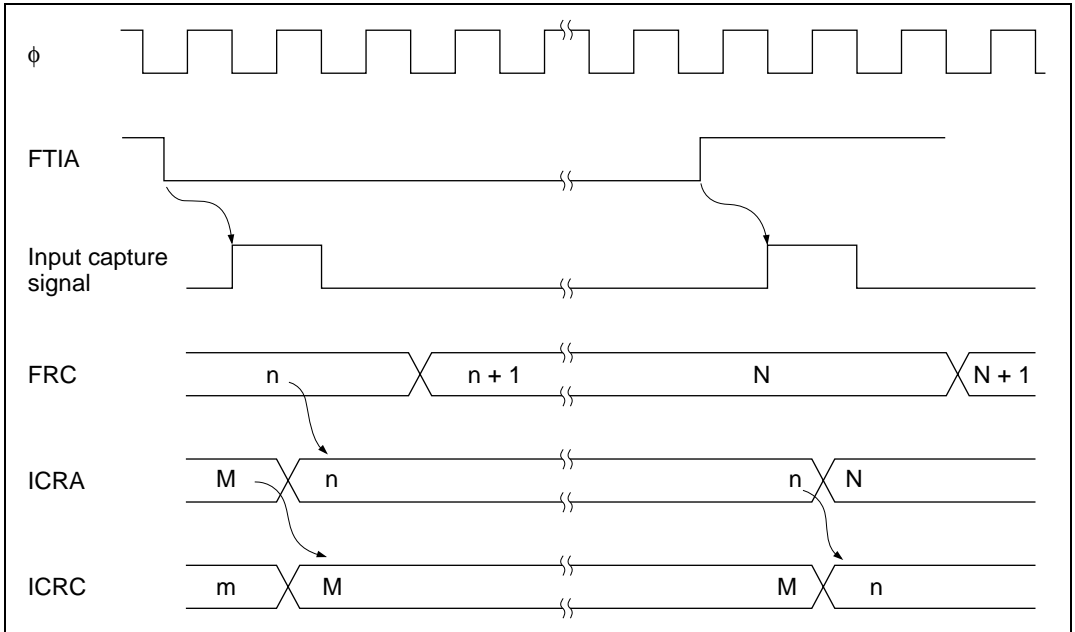 ϕ
FTIA
Input capture
signal
FRC n n + 1 N N + 1
ICRA M n n N
ICRC m M M n